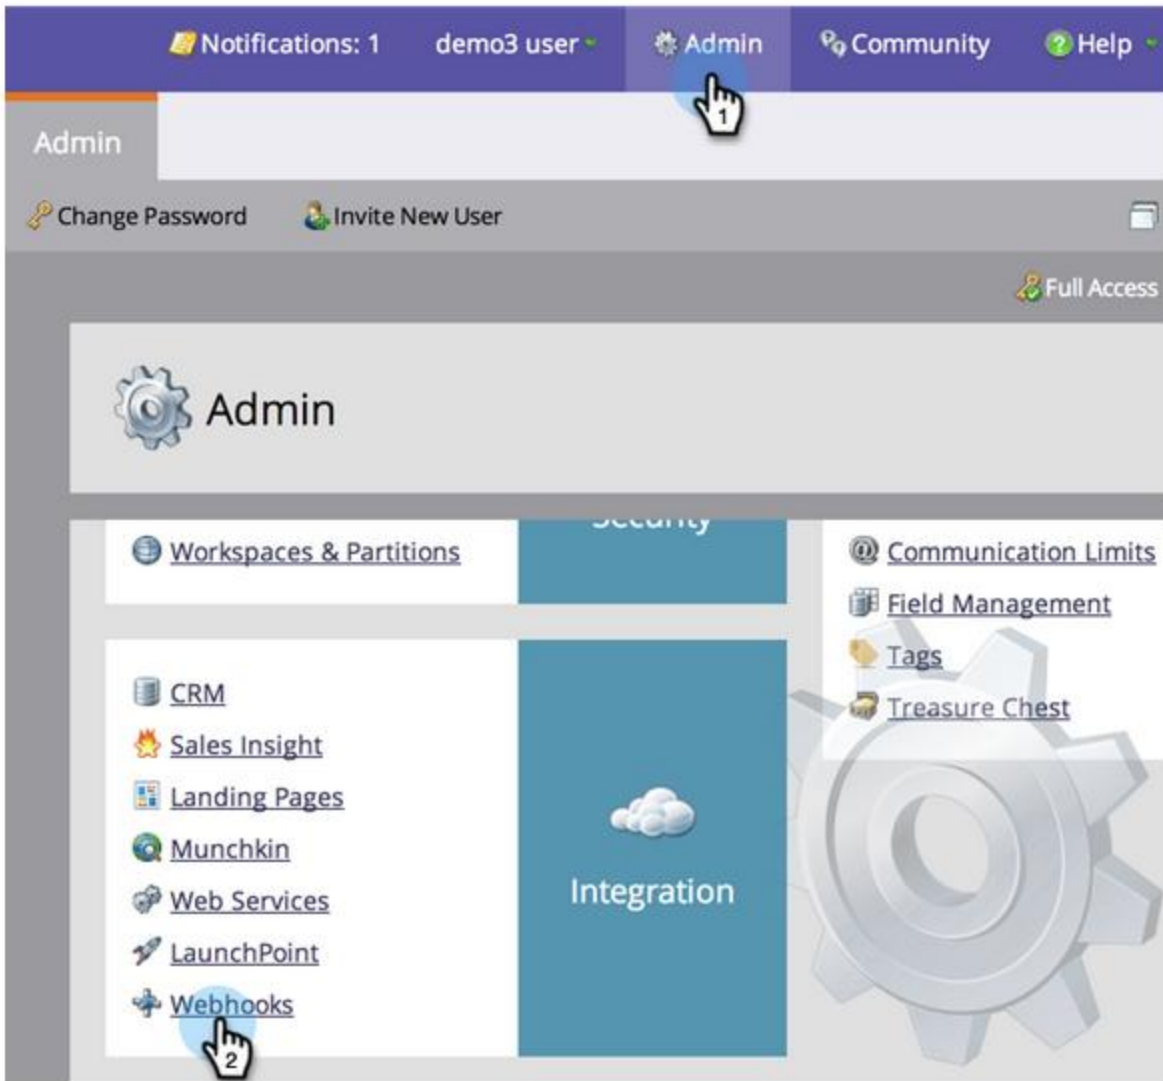 Notifications: 1 demo3 user Admin Community Help
1
Admin
Change Password Invite New User
Full Access
Admin
Security
Workspaces & Partitions
Communication Limits
Field Management
Tags
Treasure Chest
CRM
Sales Insight
Landing Pages
Munchkin
Web Services
LaunchPoint
Webhooks
2
Integration